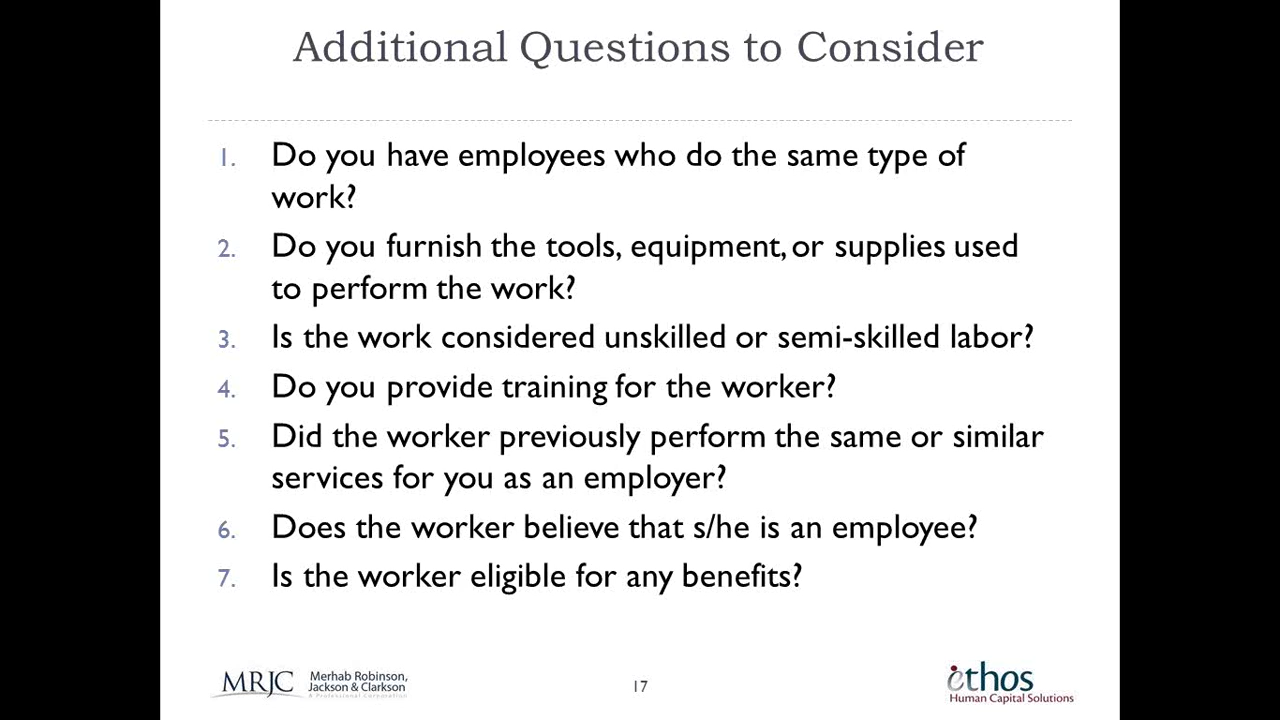 Additional Questions to Consider
1. Do you have employees who do the same type of
work?
2. Do you furnish the tools, equipment, or supplies used
to perform the work?
3. Is the work considered unskilled or semi-skilled labor?
4. Do you provide training for the worker?
5. Did the worker previously perform the same or similar
services for you as an employer?
6. Does the worker believe that s/he is an employee?
7. Is the worker eligible for any benefits?
MRJC Merhab Robinson,
Jackson & Clarkson
A Professional Corporation
17
ethos
Human Capital Solutions